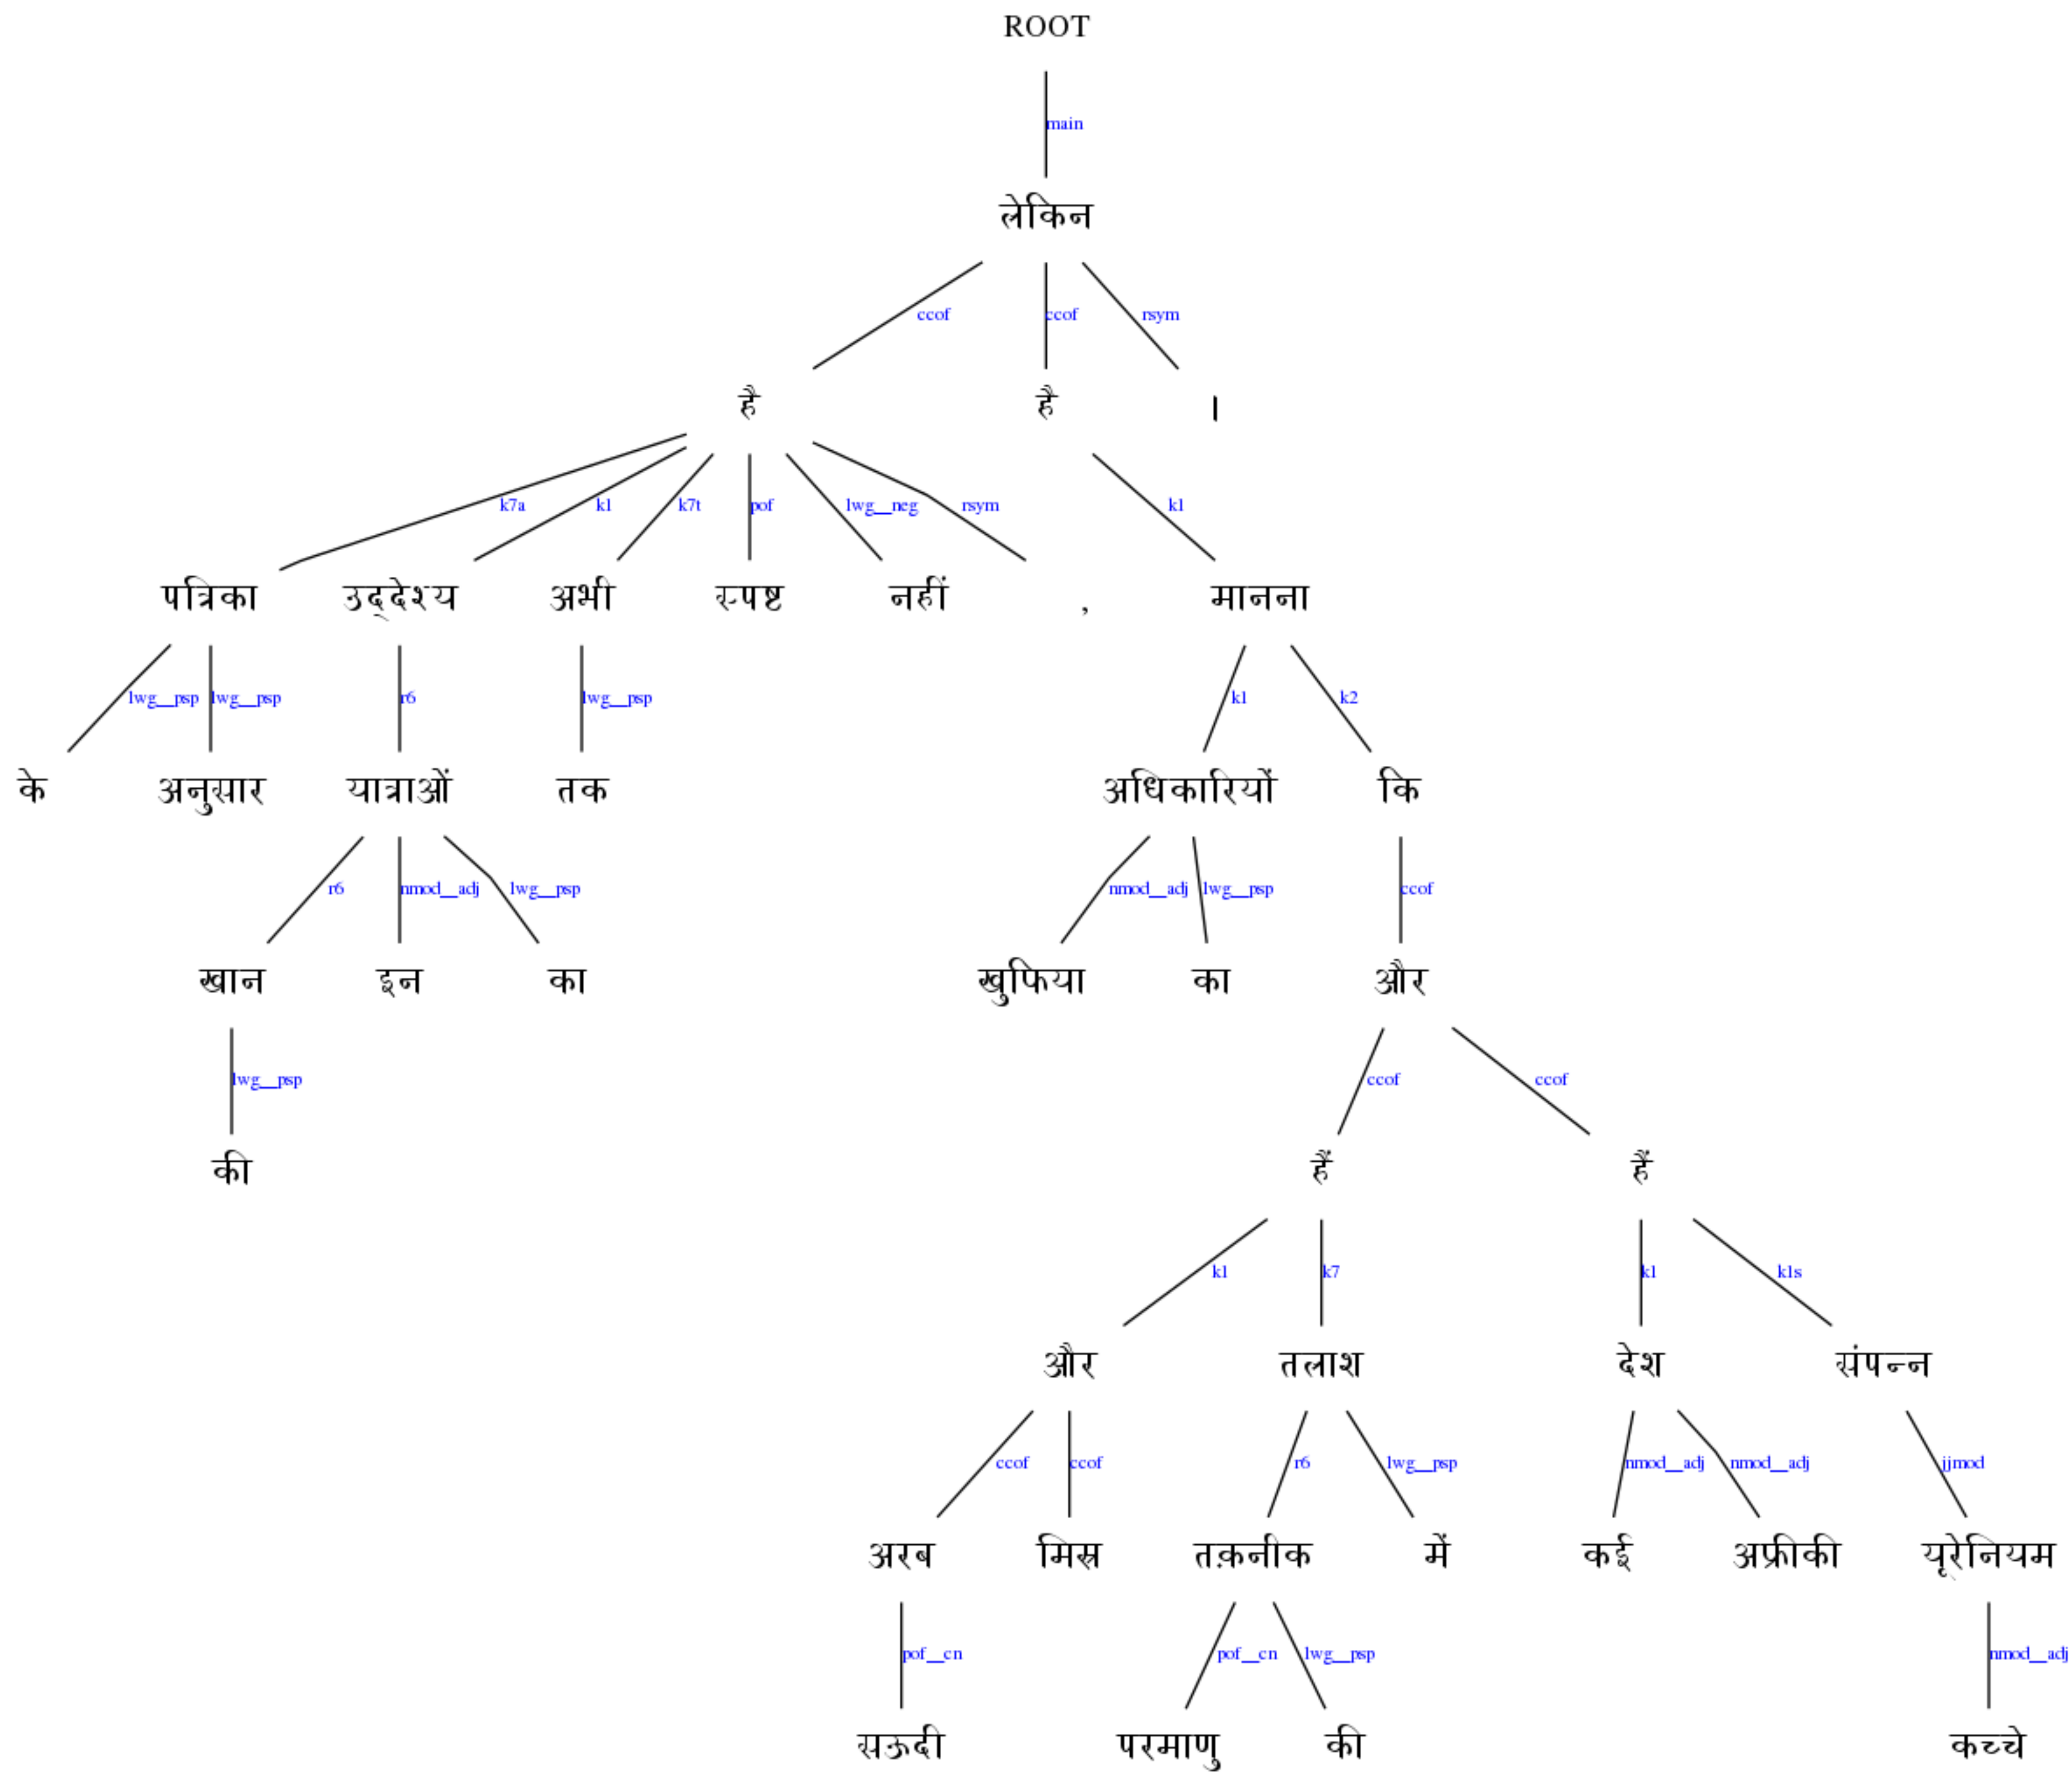 ROOT
main
लेकिन
ccof ccof rsym
है है ।
k7a k1 k7t pof lwg__neg rsym k1
पत्रिका उद्देश्य अभी स्पष्ट नहीं , मानना
lwg__psp lwg__psp r6 lwg__psp k1 k2
के अनुसार यात्राओं तक अधिकारियों कि
r6 nmod__adj lwg__psp nmod__adj lwg__psp ccof
खान इन का खुफिया का और
lwg__psp ccof ccof
की हैं हैं
k1 k7 k1 k1s
और तलाश देश संपन्न
ccof ccof r6 lwg__psp nmod__adj nmod__adj jjmod
अरब मिस्र तक़नीक में कई अफ्रीकी यूरेनियम
pof__cn pof__cn lwg__psp nmod__adj
सऊदी परमाणु की कच्चे